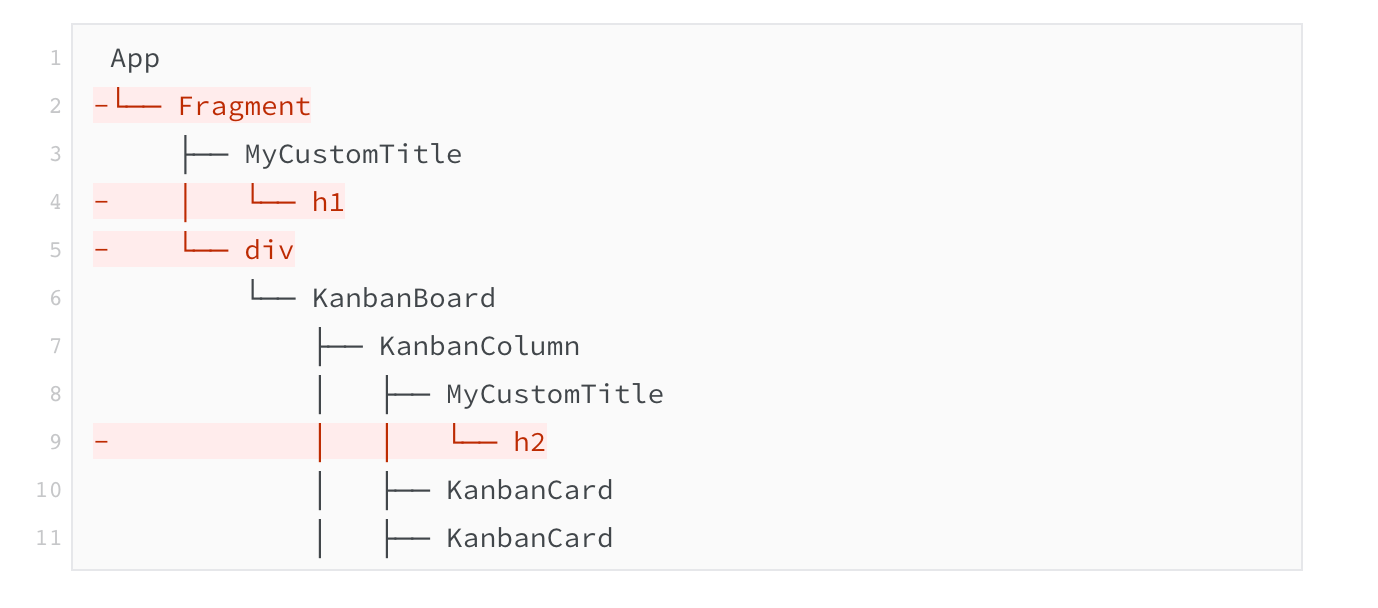 1   App
2  -└── Fragment
3       ├── MyCustomTitle
4  -    │   └── h1
5  -    └── div
6           └── KanbanBoard
7               ├── KanbanColumn
8               │   ├── MyCustomTitle
9  -            │   │   └── h2
10              │   ├── KanbanCard
11              │   ├── KanbanCard